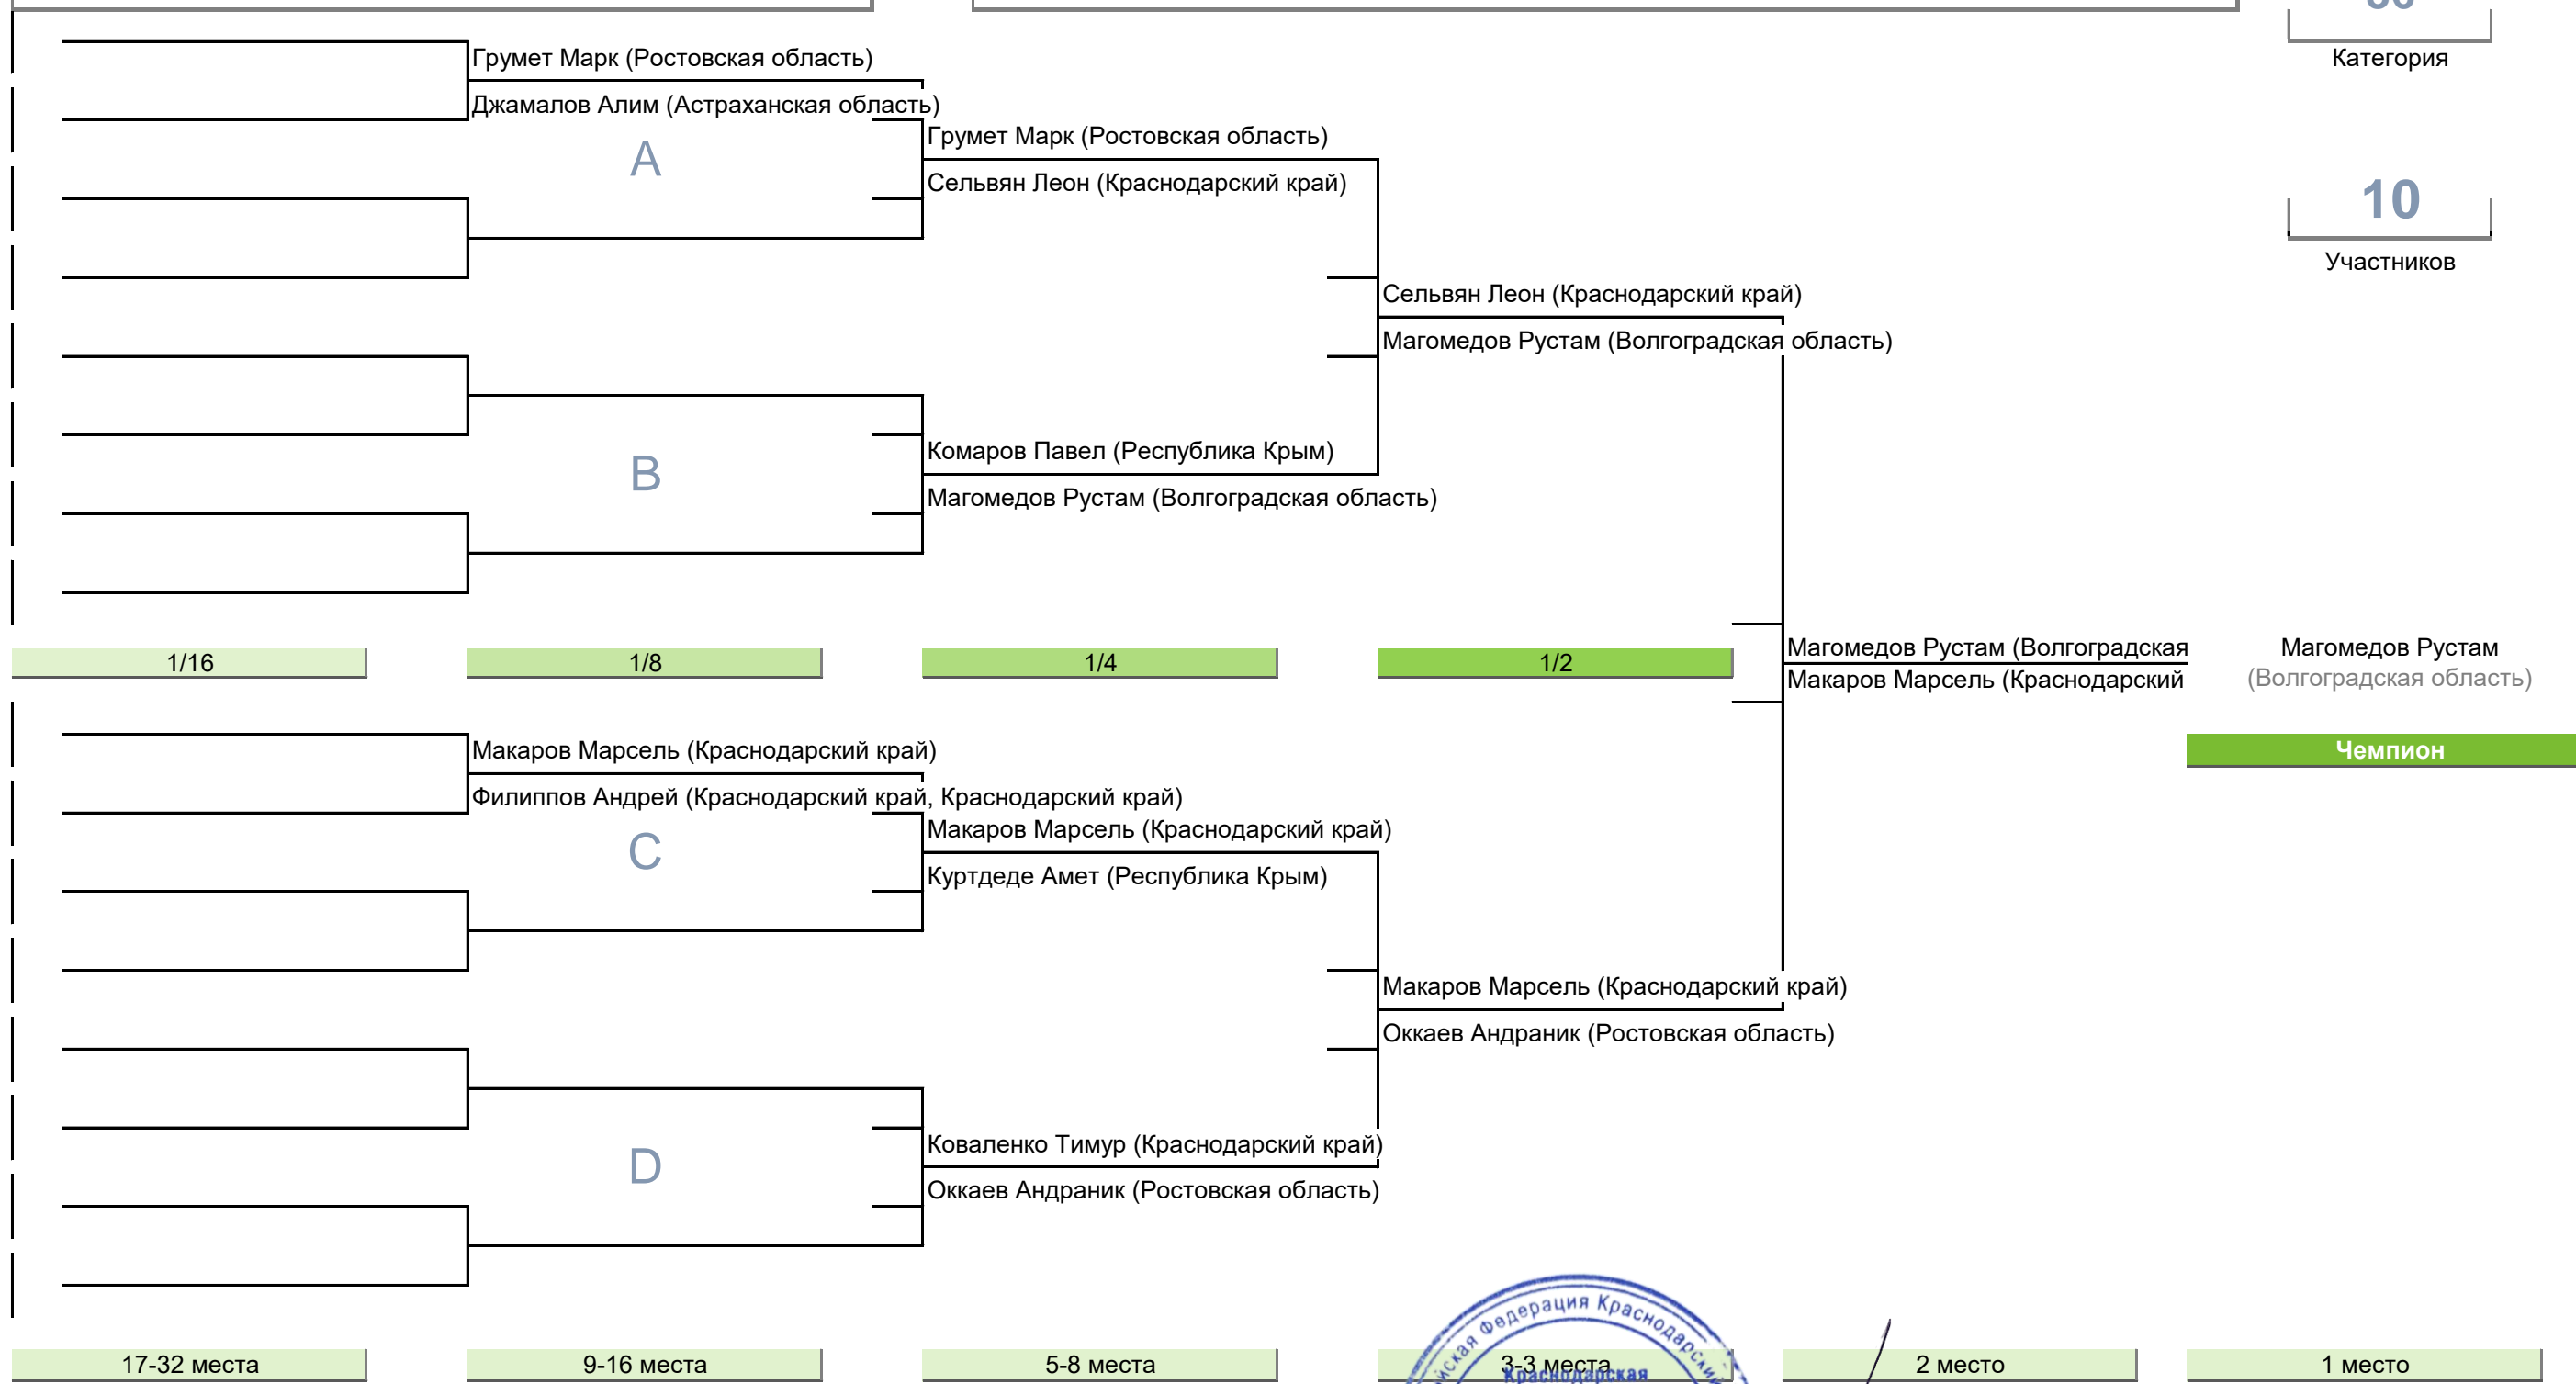 Категория
Грумет Марк (Ростовская область)
Джамалов Алим (Астраханская область)
A
Грумет Марк (Ростовская область)
Сельвян Леон (Краснодарский край)
10
Участников
Сельвян Леон (Краснодарский край)
Магомедов Рустам (Волгоградская область)
B
Комаров Павел (Республика Крым)
Магомедов Рустам (Волгоградская область)
1/16
1/8
1/4
1/2
Магомедов Рустам (Волгоградская
Макаров Марсель (Краснодарский
Магомедов Рустам
(Волгоградская область)
Чемпион
Макаров Марсель (Краснодарский край)
Филиппов Андрей (Краснодарский край, Краснодарский край)
C
Макаров Марсель (Краснодарский край)
Куртдеде Амет (Республика Крым)
Макаров Марсель (Краснодарский край)
Оккаев Андраник (Ростовская область)
D
Коваленко Тимур (Краснодарский край)
Оккаев Андраник (Ростовская область)
Федерация
Краснодарская
17-32 места
9-16 места
5-8 места
3-3 места
2 место
1 место